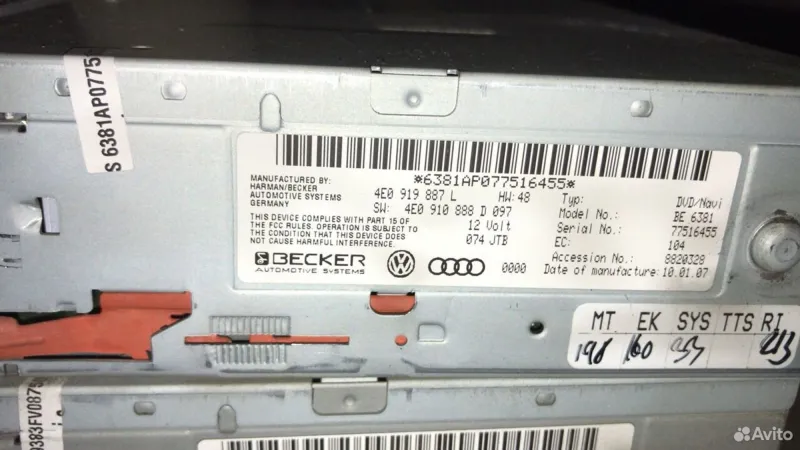 S 6381AP0775
*6381AP077516455*
MANUFACTURED BY:
HARMAN/BECKER
AUTOMOTIVE SYSTEMS
GERMANY
THIS DEVICE COMPLIES WITH PART 15 OF
THE FCC RULES. OPERATION IS SUBJECT TO
THE CONDITION THAT THIS DEVICE DOES
NOT CAUSE HARMFUL INTERFERENCE.
4E0 919 887 L HW: 48
SW: 4E0 910 888 D 097
12 Volt
074 JTB
Typ: DVD/Navi
Model No.: BE 6381
Serial No.: 77516455
EC: 104
Accession No.: 8820328
Date of manufacture: 10.01.07
BECKER
AUTOMOTIVE SYSTEMS
0000
MT EK SYS TTS RI
198 160 213
9383FV0875
Avito